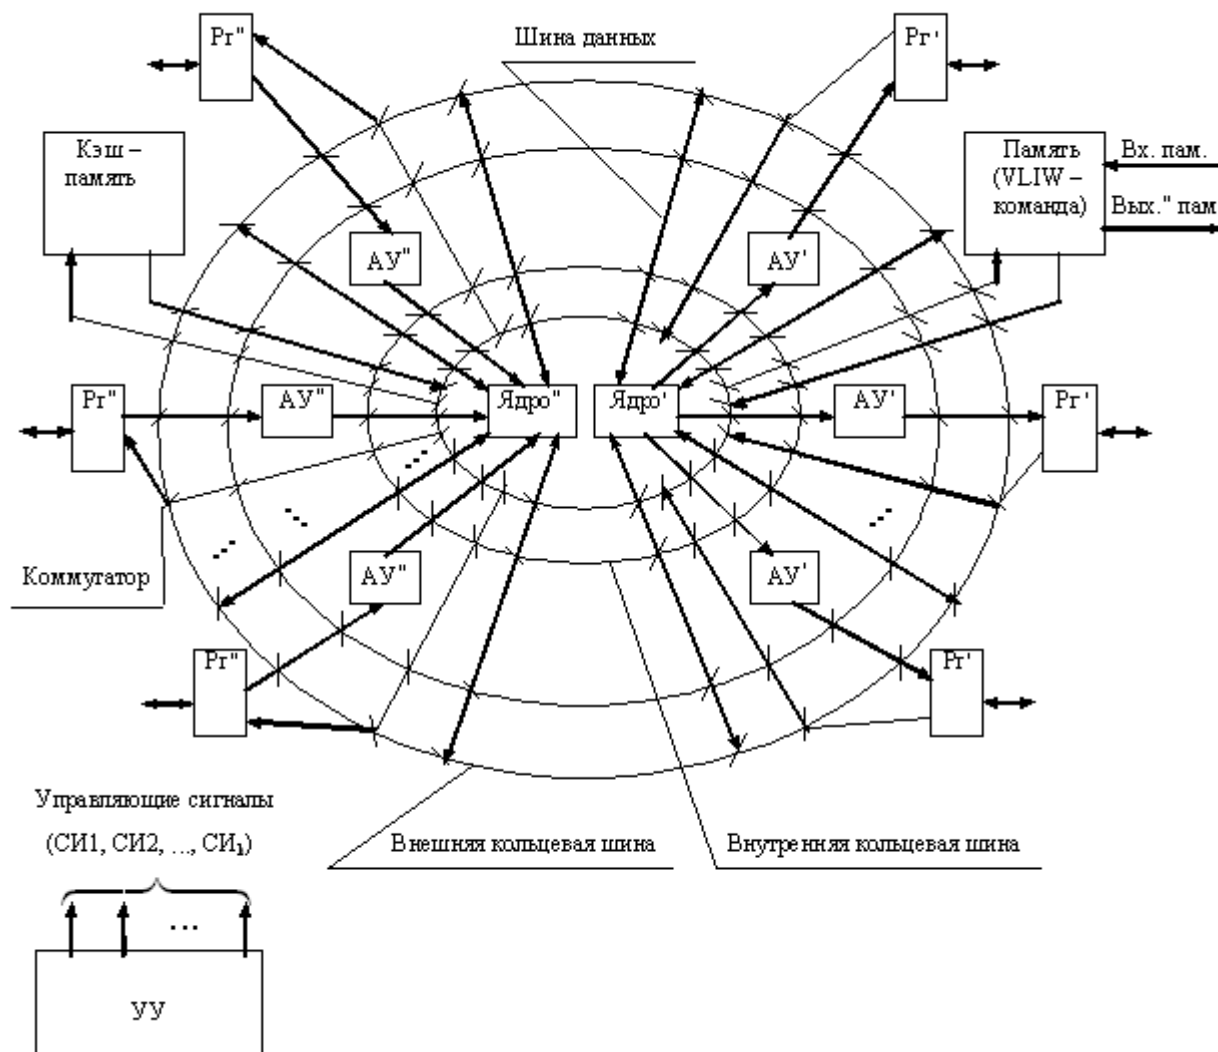 Рг"
Шина данных
Рг'
Кэш –
память
Память
(VLIW –
команда)
Вх. пам.
Вых." пам
АУ"
АУ'
Рг"
АУ"
Ядро"
Ядро'
АУ'
Рг'
...
...
...
...
Коммутатор
АУ"
АУ'
Рг"
Рг'
Управляющие сигналы
(СИ1, СИ2, ..., СИ
Внешняя кольцевая шина
Внутренняя кольцевая шина
...
УУ